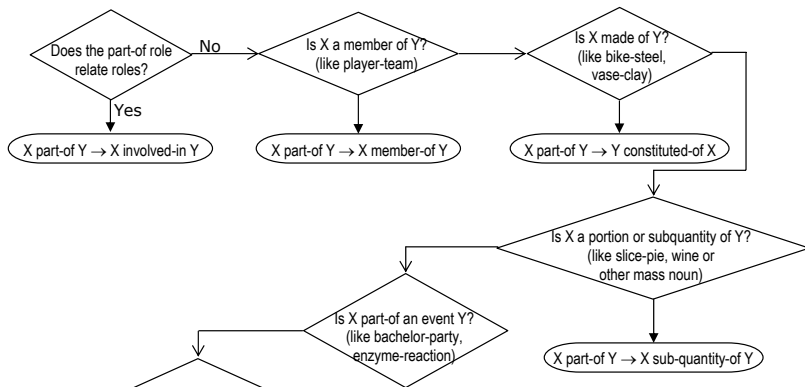 Does the part-of role
relate roles?
No
Is X a member of Y?
(like player-team)
Is X made of Y?
(like bike-steel,
vase-clay)
Yes
X part-of Y → X involved-in Y
X part-of Y → X member-of Y
X part-of Y → Y constituted-of X
Is X a portion or subquantity of Y?
(like slice-pie, wine or
other mass noun)
Is X part-of an event Y?
(like bachelor-party,
enzyme-reaction)
X part-of Y → X sub-quantity-of Y